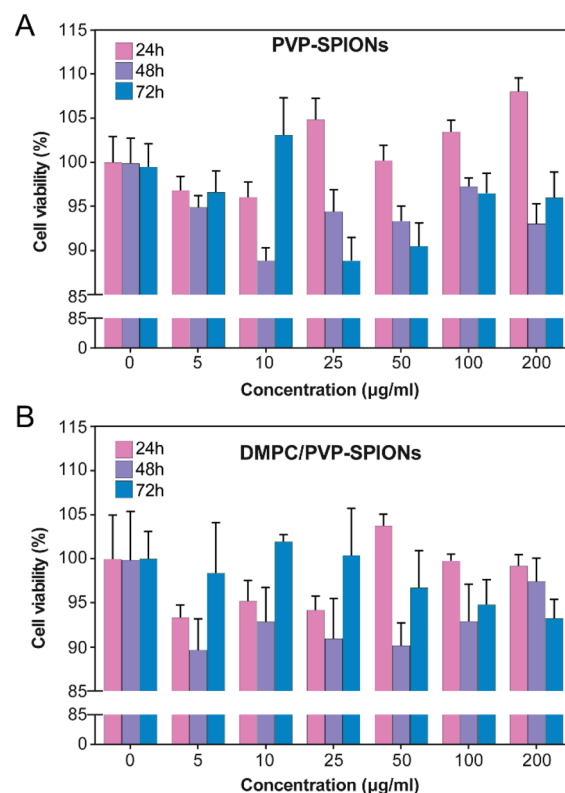 A
PVP-SPIONs
24h
48h
72h
Cell viability (%)
115
110
105
100
95
90
85
85
0
0 5 10 25 50 100 200
Concentration (μg/ml)
B
DMPC/PVP-SPIONs
24h
48h
72h
Cell viability (%)
115
110
105
100
95
90
85
85
0
0 5 10 25 50 100 200
Concentration (μg/ml)